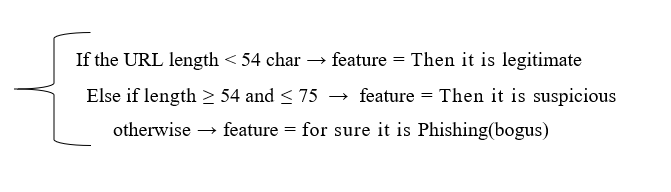 If the URL length < 54 char → feature = Then it is legitimate
Else if length ≥ 54 and ≤ 75 → feature = Then it is suspicious
otherwise → feature = for sure it is Phishing(bogus)